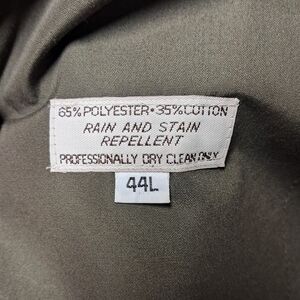 65% POLYESTER • 35% COTTON
RAIN AND STAIN
REPELLENT
PROFESSIONALLY DRY CLEAN ONLY
44L